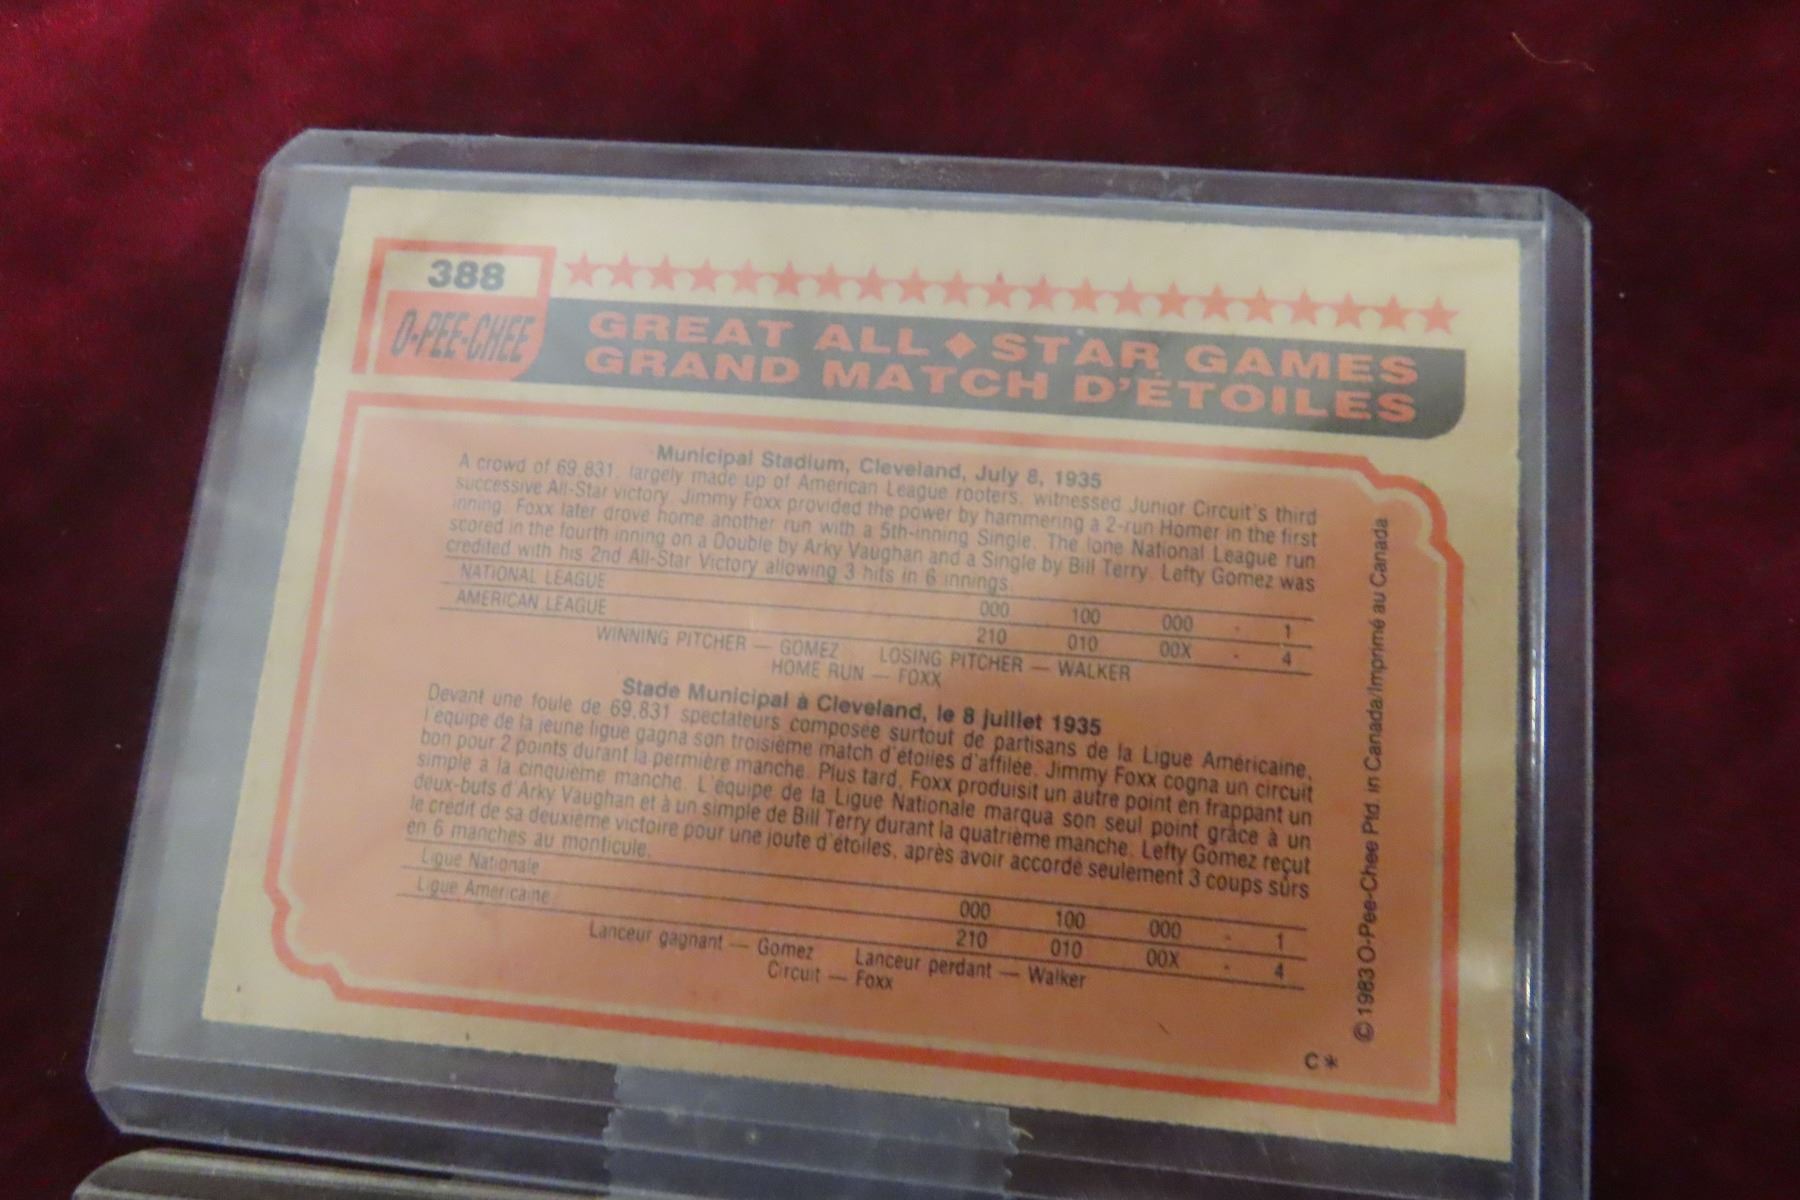 388
O-PEE-CHEE
GREAT ALL ◆ STAR GAMES
GRAND MATCH D'ÉTOILES
Municipal Stadium, Cleveland, July 8, 1935
A crowd of 69,831, largely made up of American League rooters, witnessed Junior Circuit's third
successive All-Star victory. Jimmy Foxx provided the power by hammering a 2-run Homer in the first
inning. Foxx later drove home another run with a 5th-inning Single. The lone National League run
scored in the fourth inning on a Double by Arky Vaughan and a Single by Bill Terry. Lefty Gomez was
credited with his 2nd All-Star Victory allowing 3 hits in 6 innings.
NATIONAL LEAGUE 000 100 000 - 1
AMERICAN LEAGUE 210 010 00X - 4
WINNING PITCHER — GOMEZ LOSING PITCHER — WALKER
HOME RUN — FOXX
Stade Municipal à Cleveland, le 8 juillet 1935
Devant une foule de 69,831 spectateurs composée surtout de partisans de la Ligue Américaine,
l'équipe de la jeune ligue gagna son troisième match d'étoiles d'affilée. Jimmy Foxx cogna un circuit
bon pour 2 points durant la permière manche. Plus tard, Foxx produisit un autre point en frappant un
simple à la cinquième manche. L'équipe de la Ligue Nationale marqua son seul point grâce à un
deux-buts d'Arky Vaughan et à un simple de Bill Terry durant la quatrième manche. Lefty Gomez reçut
le crédit de sa deuxième victoire pour une joute d'étoiles, après avoir accordé seulement 3 coups sûrs
en 6 manches au monticule.
Ligue Nationale 000 100 000 - 1
Ligue Américaine 210 010 00X - 4
Lanceur gagnant — Gomez Lanceur perdant — Walker
Circuit — Foxx
C*
© 1983 O-Pee-Chee Ptd. in Canada/Imprimé au Canada